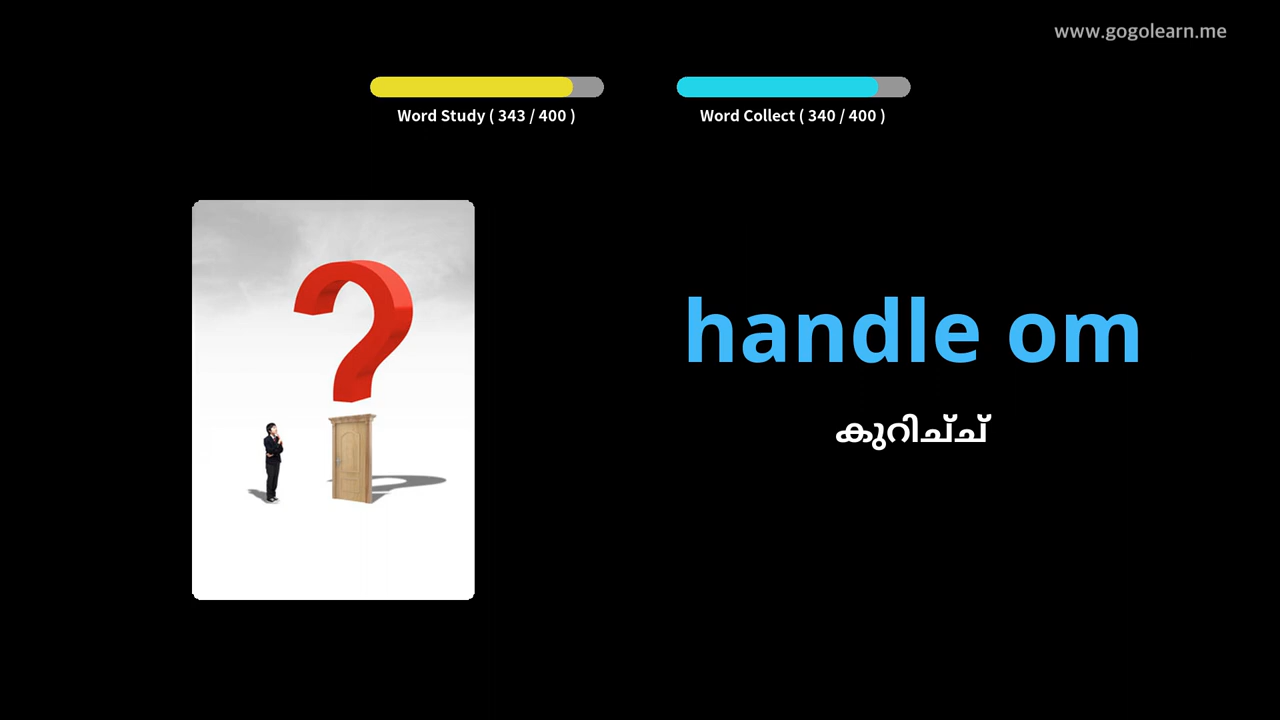 www.gogolearn.me
Word Study ( 343 / 400 )
Word Collect ( 340 / 400 )
handle om
കുറിച്ച്